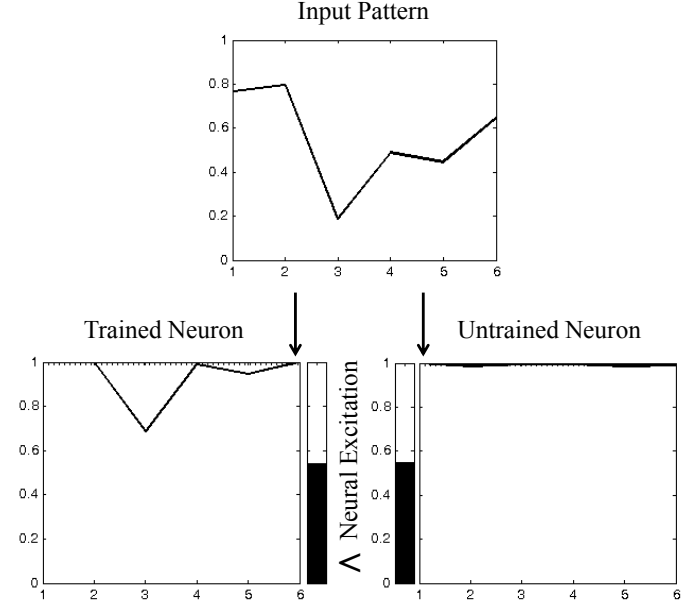 Input Pattern
1
0.8
0.6
0.4
0.2
0
1 2 3 4 5 6
Trained Neuron
1
0.8
0.6
0.4
0.2
0
1 2 3 4 5 6
< Neural Excitation
Untrained Neuron
1
0.8
0.6
0.4
0.2
0
1 2 3 4 5 6